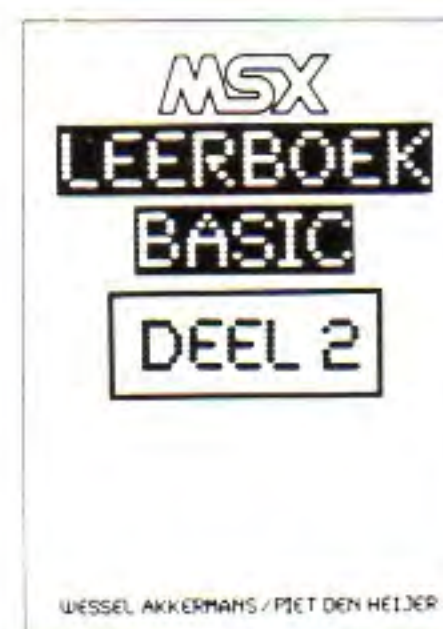 MSX
LEERBOEK
BASIC
DEEL 2
WESSEL AKKERMANS / PIET DEN HEIJER